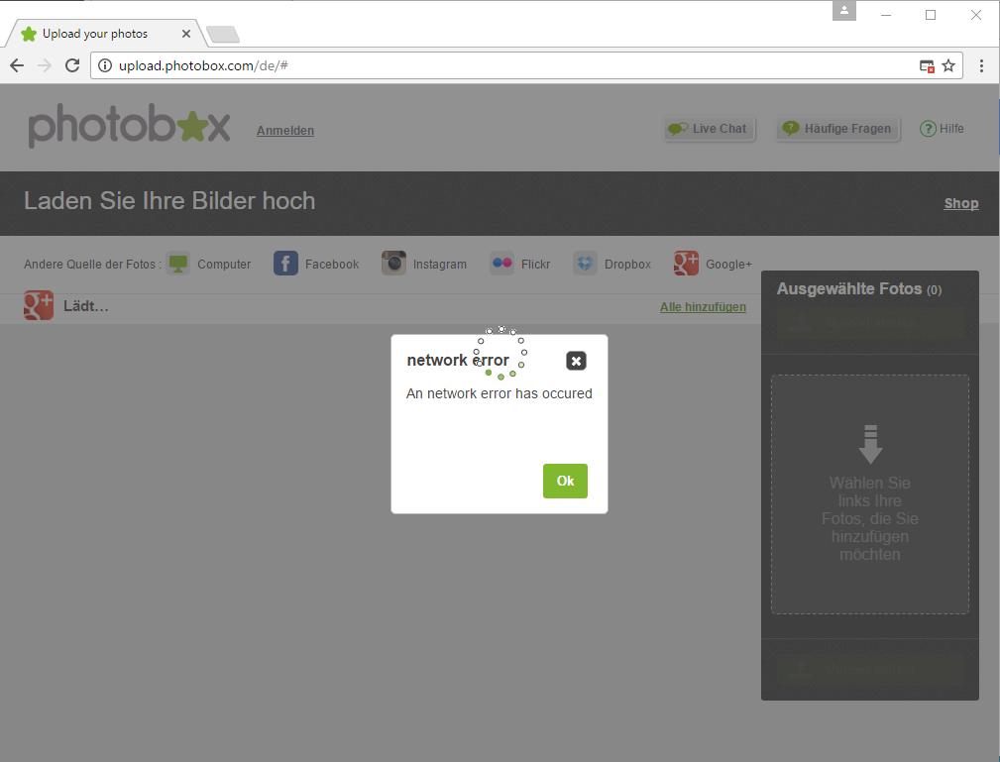 Upload your photos
upload.photobox.com/de/#
photobox
Anmelden
Live Chat
Häufige Fragen
Hilfe
Laden Sie Ihre Bilder hoch
Shop
Andere Quelle der Fotos :
Computer
Facebook
Instagram
Flickr
Dropbox
Google+
Lädt...
Alle hinzufügen
Ausgewählte Fotos (0)
network error
An network error has occured
Ok
Wählen Sie
links Ihre
Fotos, die Sie
hinzufügen
möchten